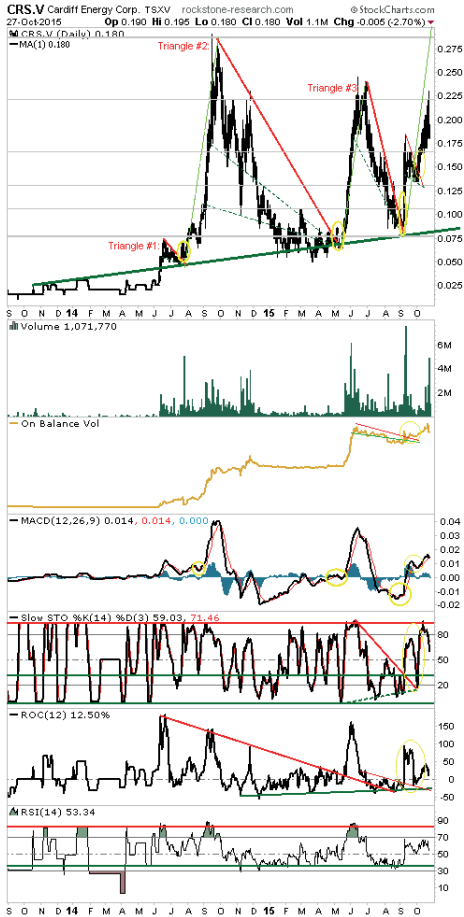 CRS.V Cardiff Energy Corp. TSXV rockstone-research.com © StockCharts.com
27-Oct-2015 Op 0.190 Hi 0.195 Lo 0.180 Cl 0.180 Vol 1.1M Chg -0.005 (-2.70%)
CRS.V (Daily) 0.180
MA(1) 0.180
Triangle #2:
Triangle #3
Triangle #1:
0.275
0.250
0.225
0.200
0.175
0.150
0.125
0.100
0.075
0.050
0.025
S O N D 14 F M A M J J A S O N D 15 F M A M J J A S O
Volume 1,071,770
6M
4M
2M
On Balance Vol
MACD(12,26,9) 0.014, 0.014, 0.000
0.04
0.03
0.02
0.01
0.00
-0.01
-0.02
Slow STO %K(14) %D(3) 59.03, 71.46
80
50
20
ROC(12) 12.50%
150
100
50
0
-50
RSI(14) 53.34
90
70
50
30
10
S O N D 14 F M A M J J A S O N D 15 F M A M J J A S O